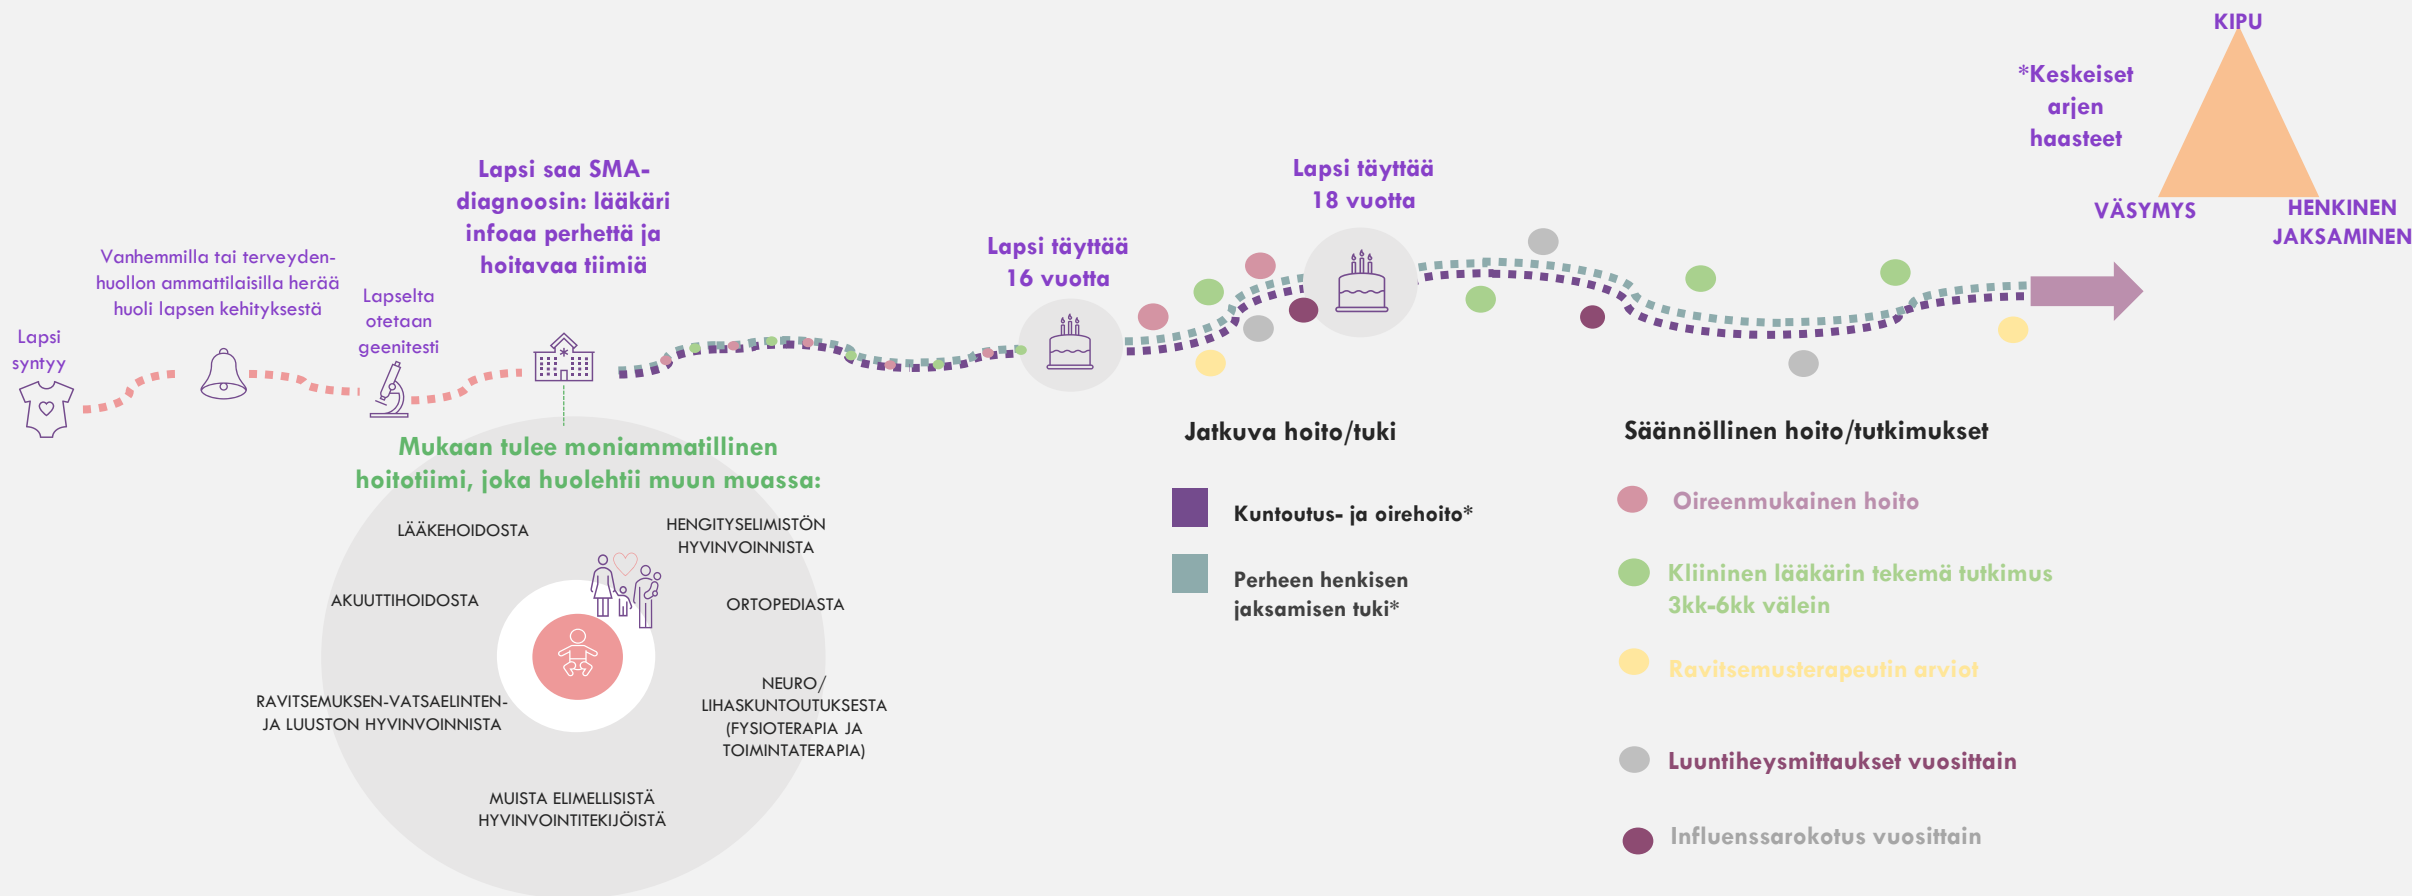 Lapsi
syntyy
Vanhemmilla tai terveyden-
huollon ammattilaisilla herää
huoli lapsen kehityksestä
Lapselta
otetaan
geenitesti
Lapsi saa SMA-
diagnoosin: lääkäri
infoaa perhettä ja
hoitavaa tiimiä
Lapsi täyttää
16 vuotta
Lapsi täyttää
18 vuotta
*Keskeiset
arjen
haasteet
KIPU
VÄSYMYS
HENKINEN
JAKSAMINEN
Mukaan tulee moniammatillinen
hoitotiimi, joka huolehtii muun muassa:
LÄÄKEHOIDOSTA
HENGITYSELIMISTÖN
HYVINVOINNISTA
AKUUTTIHOIDOSTA
ORTOPEDIASTA
RAVITSEMUKSEN-VATSAELINTEN-
JA LUUSTON HYVINVOINNISTA
NEURO/
LIHASKUNTOUTUKSESTA
(FYSIOTERAPIA JA
TOIMINTATERAPIA)
MUISTA ELIMELLISISTÄ
HYVINVOINTITEKIJÖISTÄ
Jatkuva hoito/tuki
Kuntoutus- ja oirehoito*
Perheen henkisen
jaksamisen tuki*
Säännöllinen hoito/tutkimukset
Oireenmukainen hoito
Kliininen lääkärin tekemä tutkimus
3kk-6kk välein
Ravitsemusterapeutin arviot
Luuntiheysmittaukset vuosittain
Influenssarokotus vuosittain